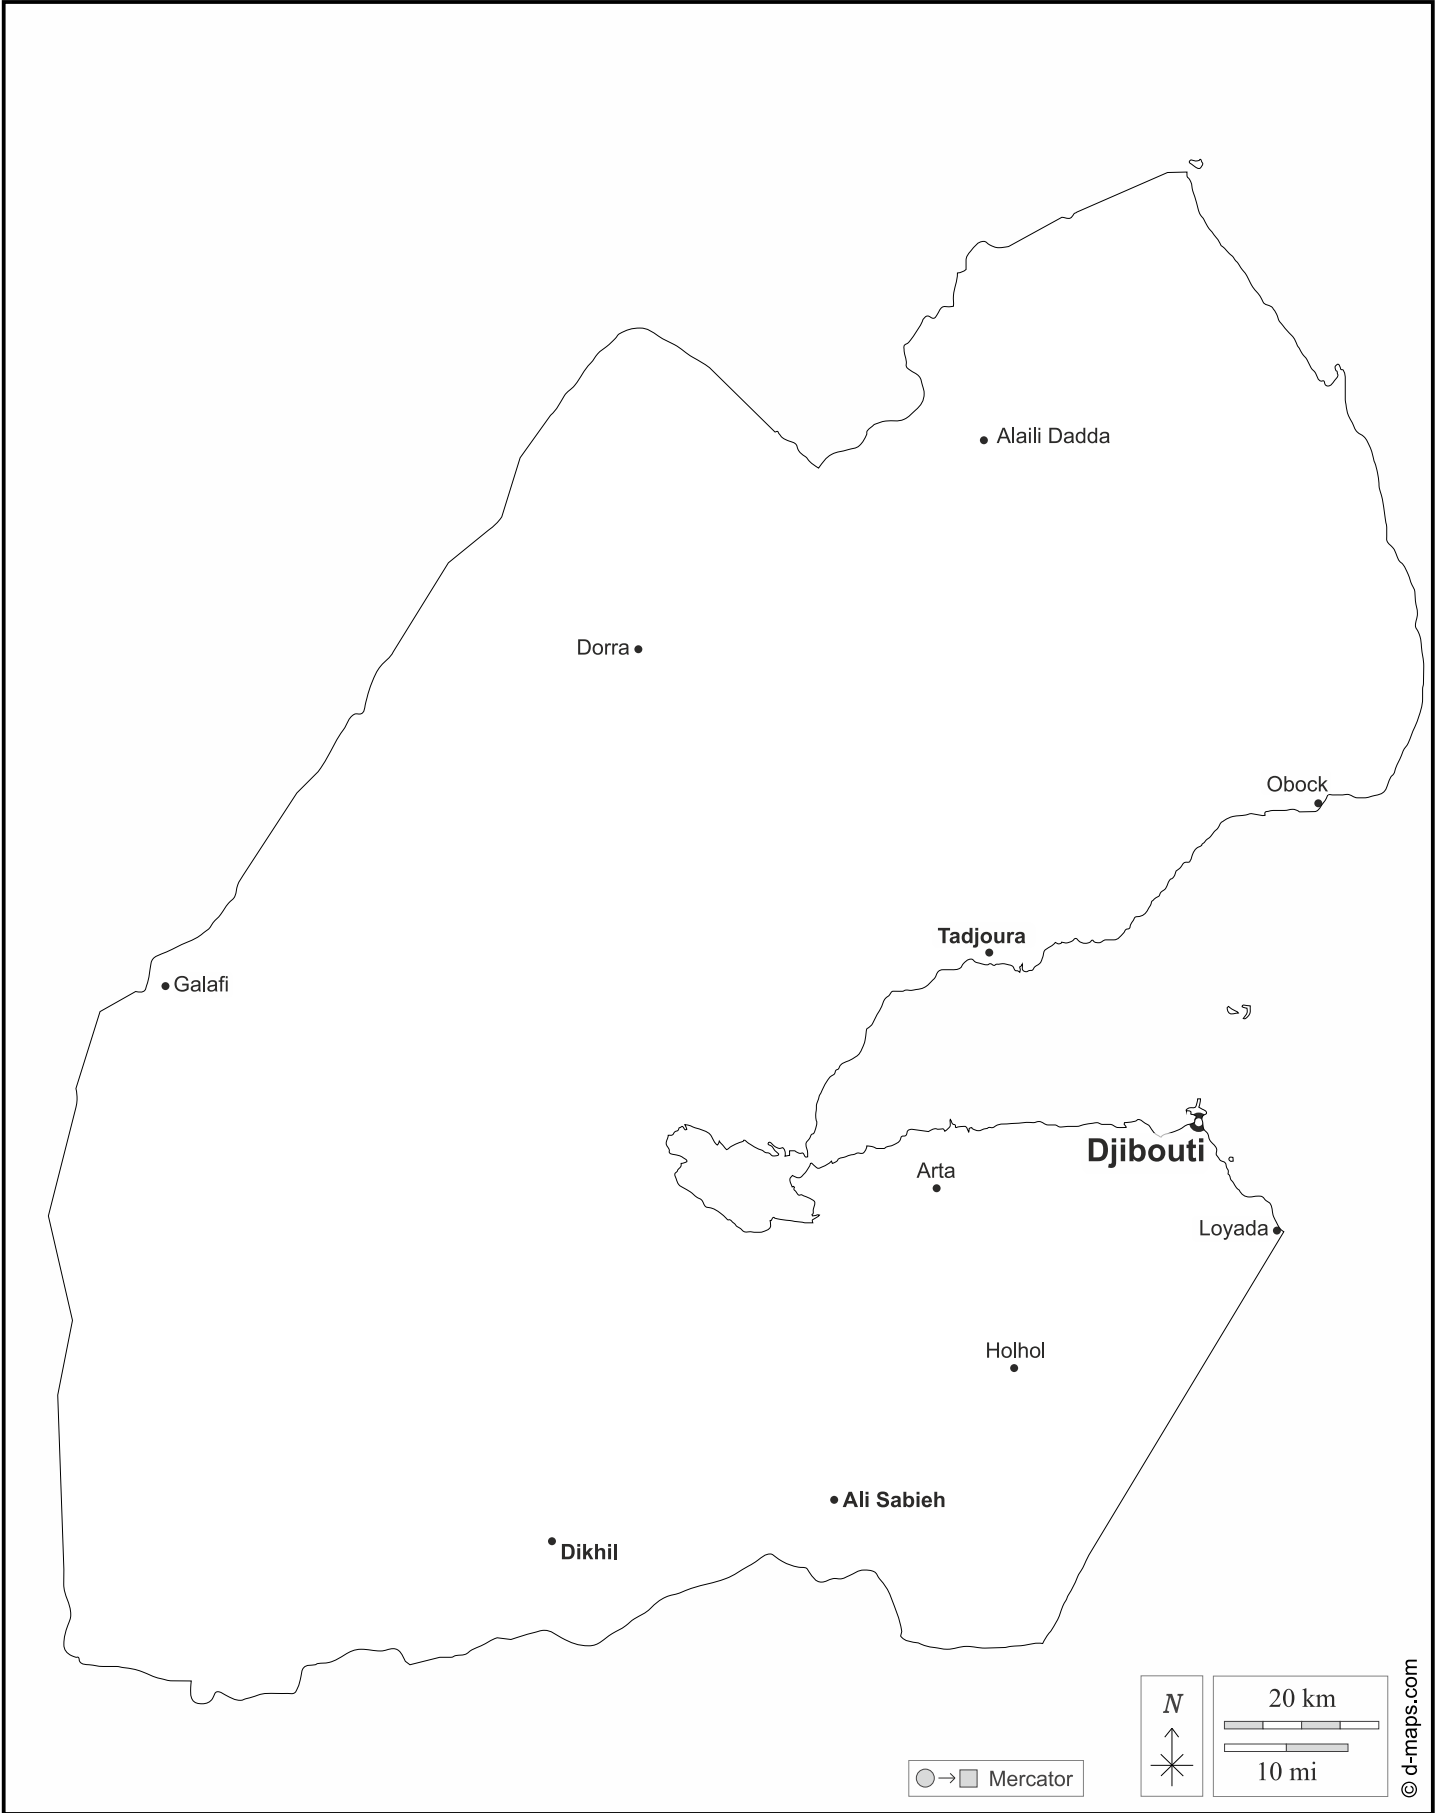 Alaili Dadda
Dorra
Obock
Tadjoura
Galafi
Djibouti
Arta
Loyada
Holhol
Ali Sabieh
Dikhil
N
20 km
10 mi
Mercator
© d-maps.com